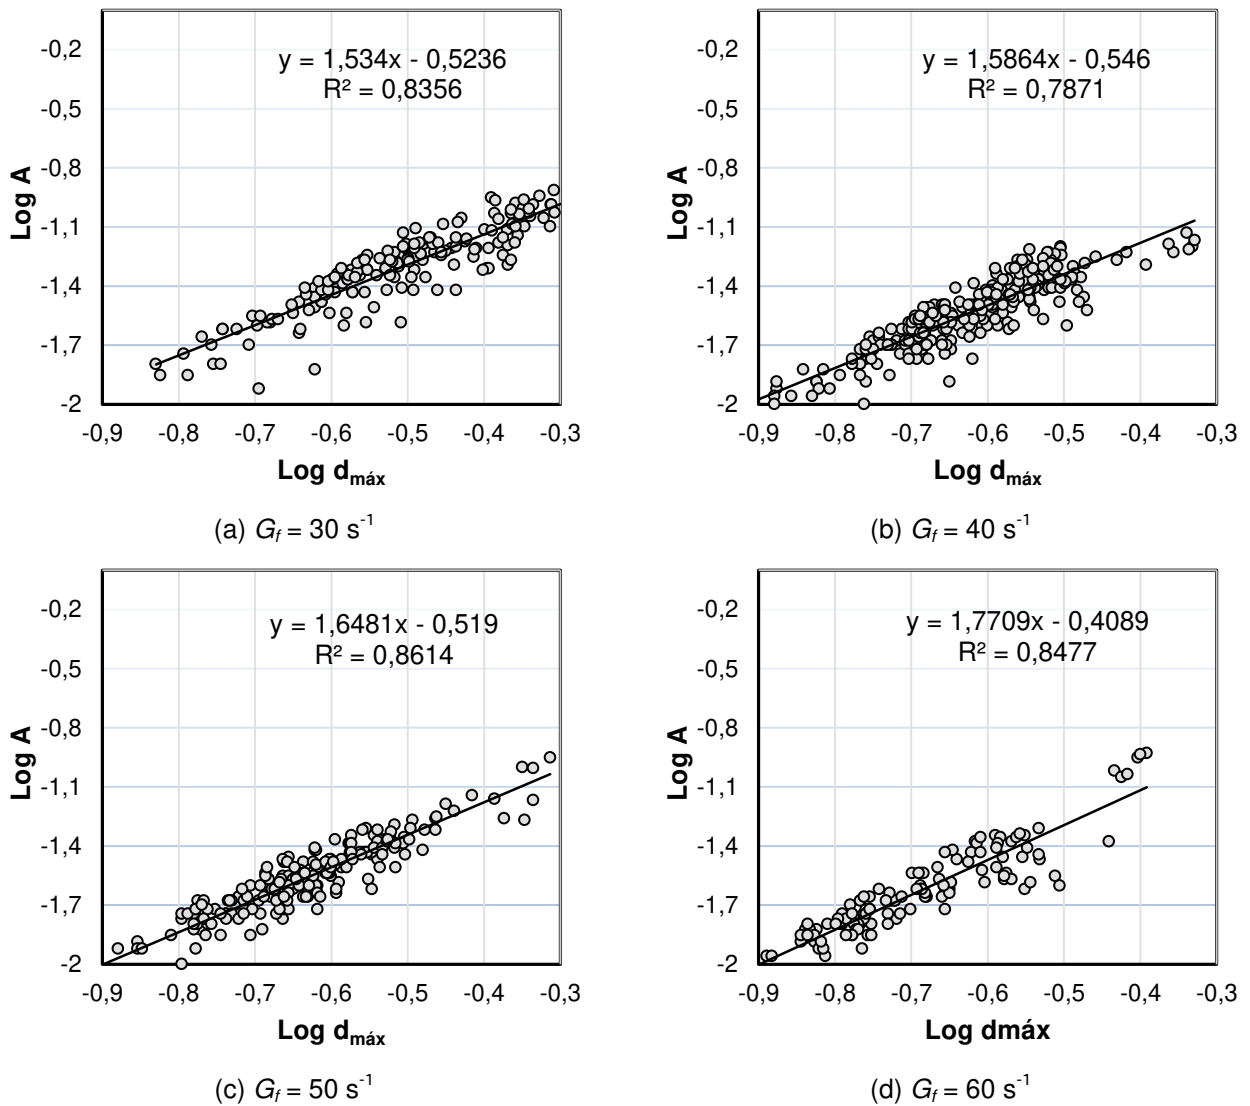 y = 1,534x - 0,5236
R² = 0,8356
-0,2
-0,5
-0,8
-1,1
-1,4
-1,7
-2
Log A
-0,9 -0,8 -0,7 -0,6 -0,5 -0,4 -0,3
Log dmáx
(a) Gf = 30 s-1
y = 1,5864x - 0,546
R² = 0,7871
-0,2
-0,5
-0,8
-1,1
-1,4
-1,7
-2
Log A
-0,9 -0,8 -0,7 -0,6 -0,5 -0,4 -0,3
Log dmáx
(b) Gf = 40 s-1
y = 1,6481x - 0,519
R² = 0,8614
-0,2
-0,5
-0,8
-1,1
-1,4
-1,7
-2
Log A
-0,9 -0,8 -0,7 -0,6 -0,5 -0,4 -0,3
Log dmáx
(c) Gf = 50 s-1
y = 1,7709x - 0,4089
R² = 0,8477
-0,2
-0,5
-0,8
-1,1
-1,4
-1,7
-2
Log A
-0,9 -0,8 -0,7 -0,6 -0,5 -0,4 -0,3
Log dmáx
(d) Gf = 60 s-1